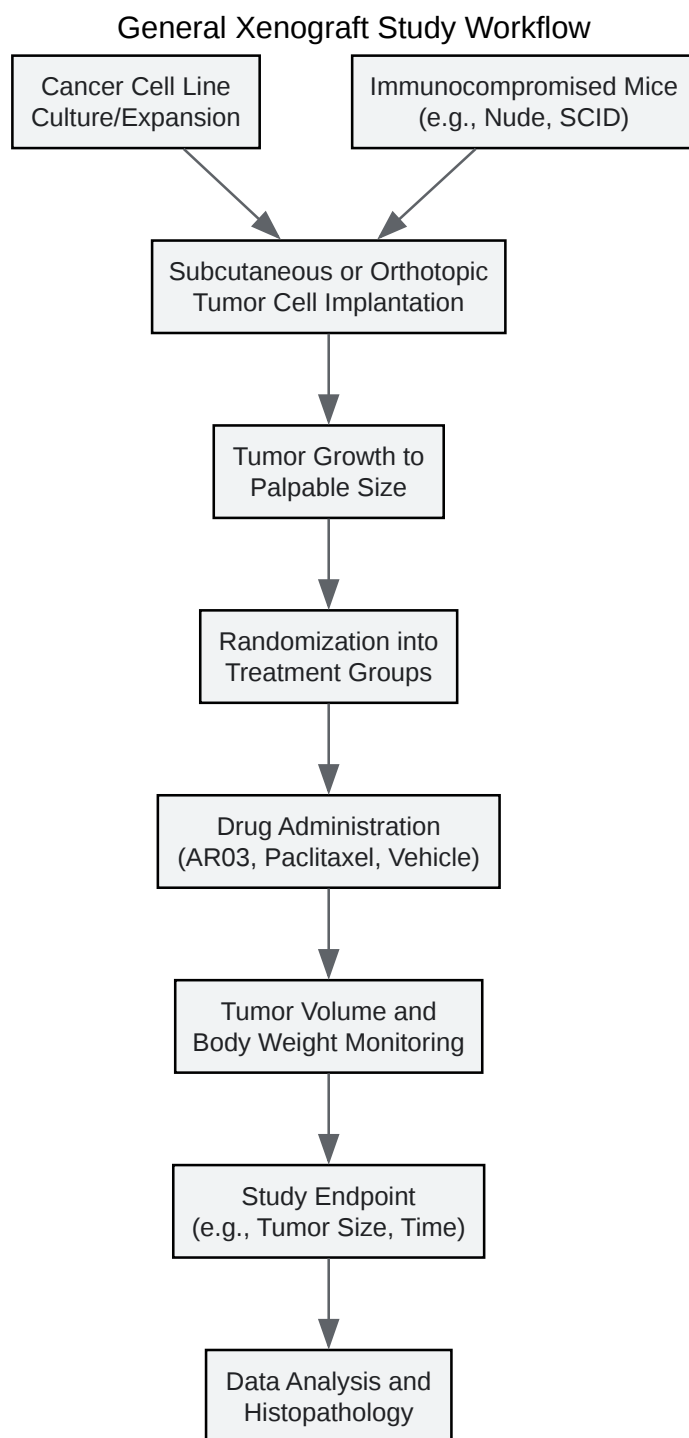 General Xenograft Study Workflow
Cancer Cell Line
Culture/Expansion
Immunocompromised Mice
(e.g., Nude, SCID)
Subcutaneous or Orthotopic
Tumor Cell Implantation
Tumor Growth to
Palpable Size
Randomization into
Treatment Groups
Drug Administration
(AR03, Paclitaxel, Vehicle)
Tumor Volume and
Body Weight Monitoring
Study Endpoint
(e.g., Tumor Size, Time)
Data Analysis and
Histopathology